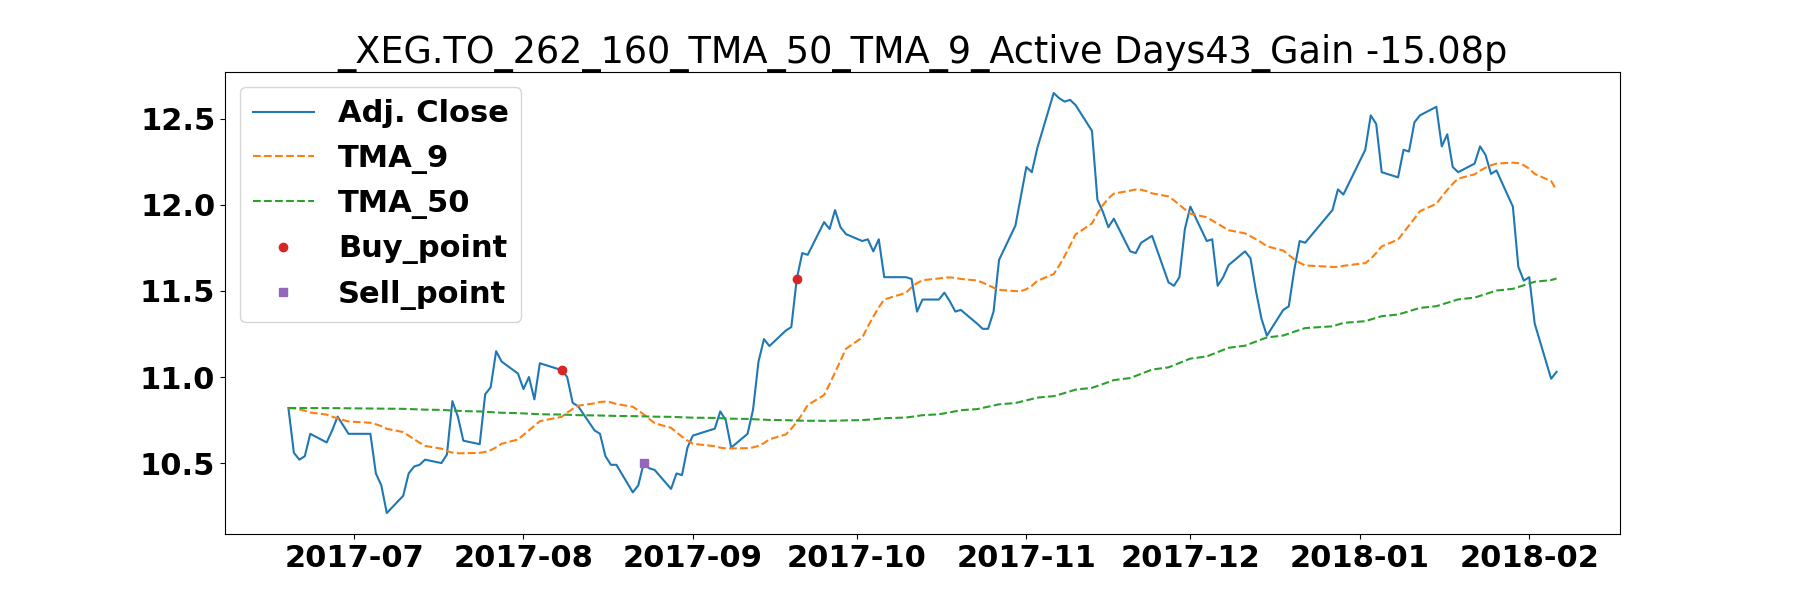 _XEG.TO_262_160_TMA_50_TMA_9_Active Days43_Gain -15.08p
Adj. Close
TMA_9
TMA_50
Buy_point
Sell_point
12.5
12.0
11.5
11.0
10.5
2017-07 2017-08 2017-09 2017-10 2017-11 2017-12 2018-01 2018-02